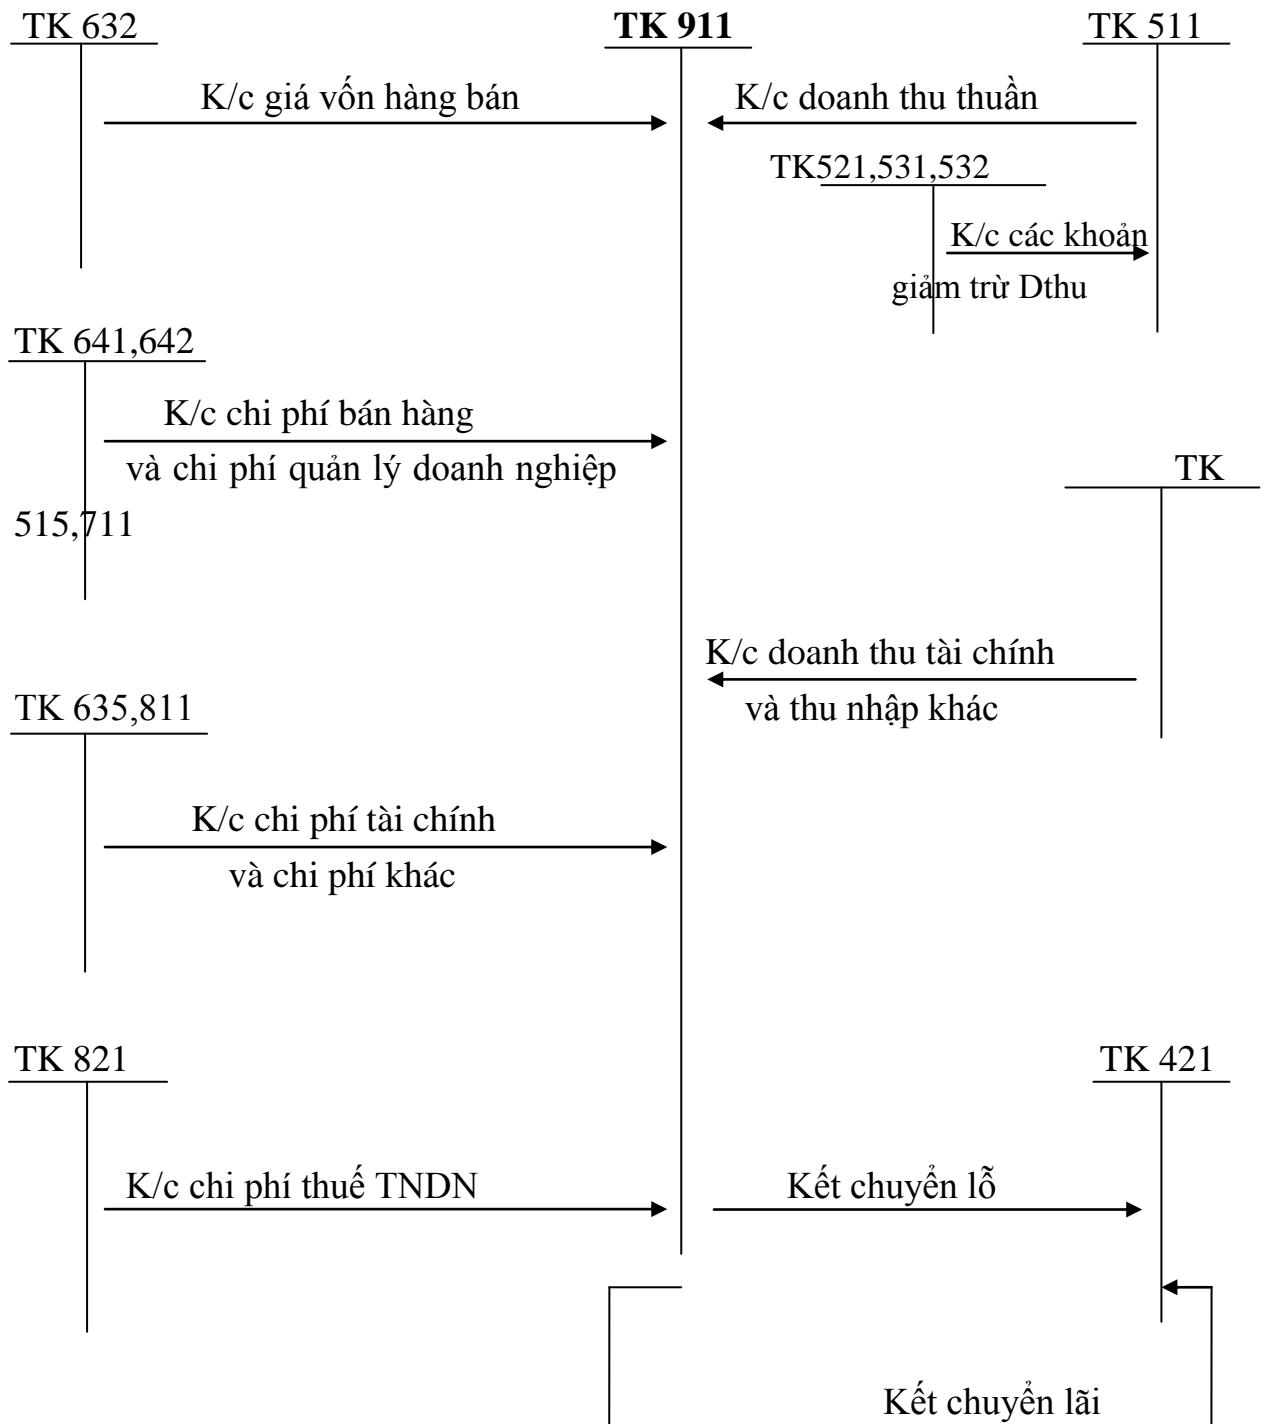 TK 632
TK 911
TK 511
K/c giá vốn hàng bán
K/c doanh thu thuần
TK521,531,532
K/c các khoản
giảm trừ Dthu
TK 641,642
K/c chi phí bán hàng
và chi phí quản lý doanh nghiệp
TK
515,711
K/c doanh thu tài chính
và thu nhập khác
TK 635,811
K/c chi phí tài chính
và chi phí khác
TK 821
TK 421
K/c chi phí thuế TNDN
Kết chuyển lỗ
Kết chuyển lãi